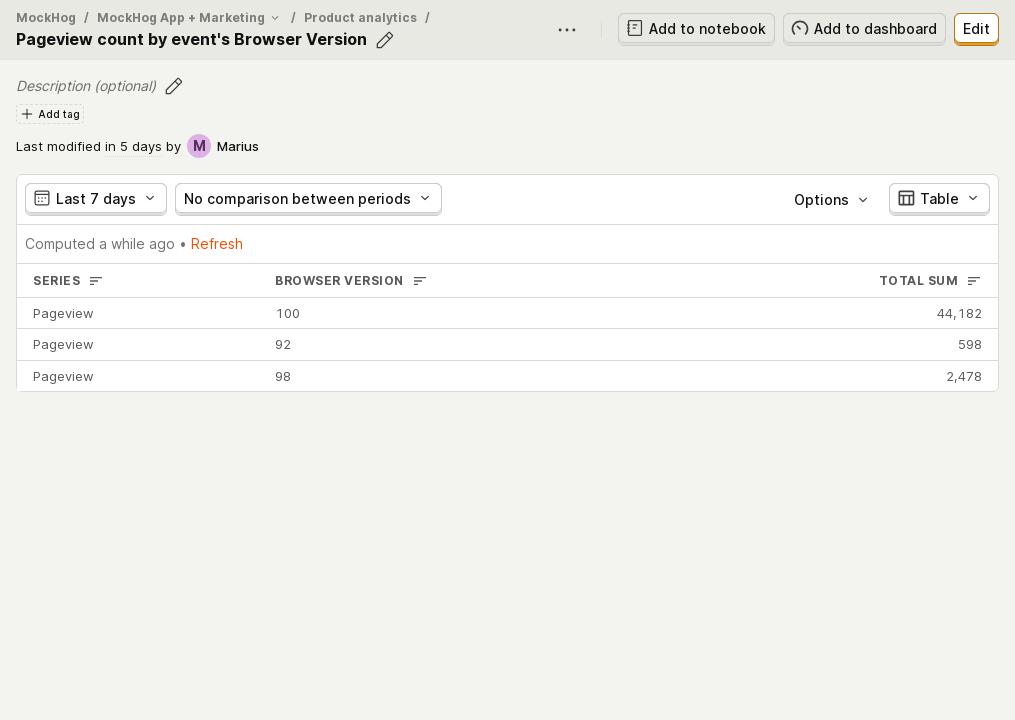 MockHog / MockHog App + Marketing / Product analytics /
Pageview count by event's Browser Version
Add to notebook
Add to dashboard
Edit
Description (optional)
Add tag
Last modified in 5 days by M Marius
Last 7 days
No comparison between periods
Options
Table
Computed a while ago • Refresh
SERIES BROWSER VERSION TOTAL SUM
Pageview 100 44,182
Pageview 92 598
Pageview 98 2,478